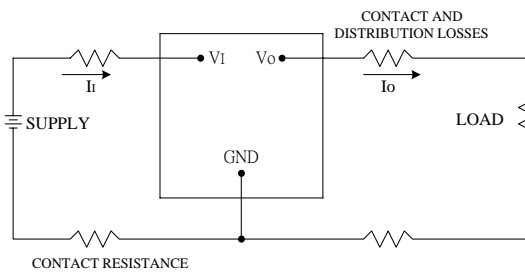 CONTACT AND
DISTRIBUTION LOSSES
VI
VO
II
IO
SUPPLY
LOAD
GND
CONTACT RESISTANCE